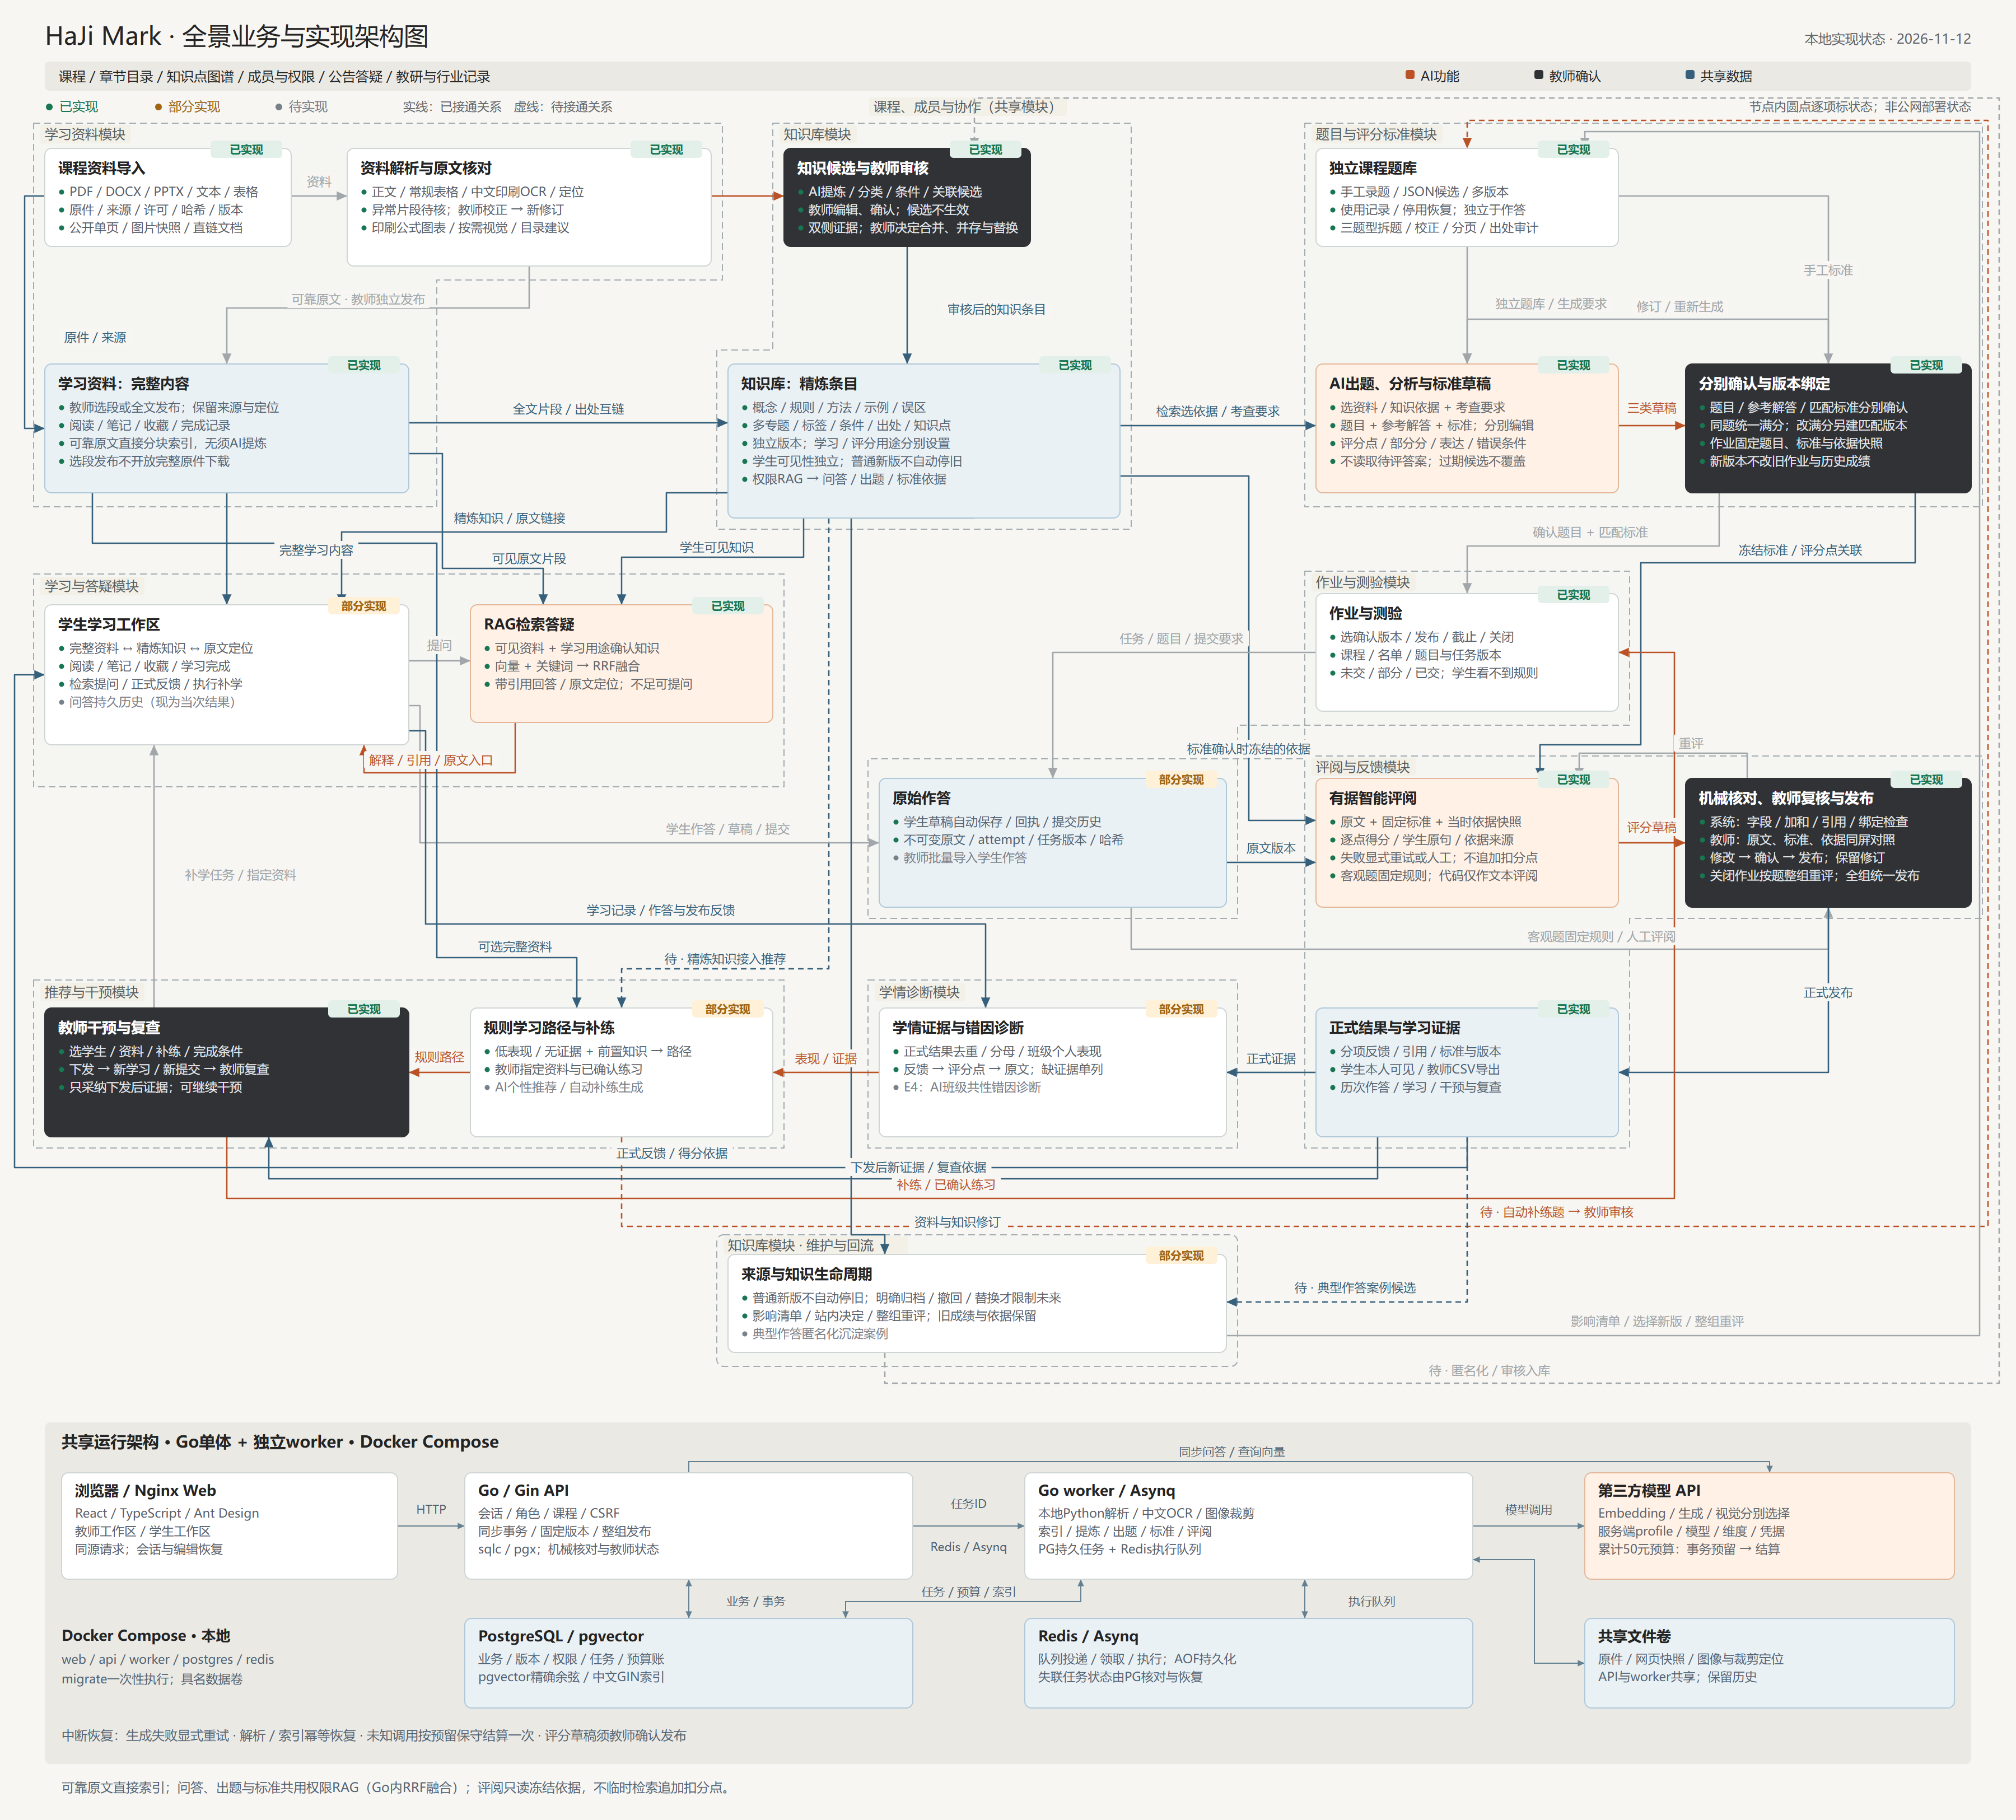 HaJi Mark · 全景业务与实现架构图
本地实现状态 · 2026-11-12
课程 / 章节目录 / 知识点图谱 / 成员与权限 / 公告答疑 / 教研与行业记录
AI功能
教师确认
共享数据
已实现
部分实现
待实现
实线：已接通关系　虚线：待接通关系
课程、成员与协作（共享模块）
节点内圆点逐项标状态；非公网部署状态
学习资料模块
知识库模块
题目与评分标准模块
已实现
课程资料导入
PDF / DOCX / PPTX / 文本 / 表格
原件 / 来源 / 许可 / 哈希 / 版本
公开单页 / 图片快照 / 直链文档
资料
已实现
资料解析与原文核对
正文 / 常规表格 / 中文印刷OCR / 定位
异常片段待核；教师校正 → 新修订
印刷公式图表 / 按需视觉 / 目录建议
已实现
知识候选与教师审核
AI提炼 / 分类 / 条件 / 关联候选
教师编辑、确认；候选不生效
双侧证据；教师决定合并、并存与替换
已实现
独立课程题库
手工录题 / JSON候选 / 多版本
使用记录 / 停用恢复；独立于作答
三题型拆题 / 校正 / 分页 / 出处审计
手工标准
可靠原文 · 教师独立发布
审核后的知识条目
独立题库 / 生成要求
修订 / 重新生成
原件 / 来源
已实现
学习资料：完整内容
教师选段或全文发布；保留来源与定位
阅读 / 笔记 / 收藏 / 完成记录
可靠原文直接分块索引，无须AI提炼
选段发布不开放完整原件下载
全文片段 / 出处互链
已实现
知识库：精炼条目
概念 / 规则 / 方法 / 示例 / 误区
多专题 / 标签 / 条件 / 出处 / 知识点
独立版本；学习 / 评分用途分别设置
学生可见性独立；普通新版不自动停旧
权限RAG → 问答 / 出题 / 标准依据
检索选依据 / 考查要求
已实现
AI出题、分析与标准草稿
选资料 / 知识依据 + 考查要求
题目 + 参考解答 + 标准；分别编辑
评分点 / 部分分 / 表达 / 错误条件
不读取待评答案；过期候选不覆盖
三类草稿
已实现
分别确认与版本绑定
题目 / 参考解答 / 匹配标准分别确认
同题统一满分；改满分另建匹配版本
作业固定题目、标准与依据快照
新版本不改旧作业与历史成绩
精炼知识 / 原文链接
完整学习内容
可见原文片段
学生可见知识
确认题目 + 匹配标准
冻结标准 / 评分点关联
学习与答疑模块
作业与测验模块
部分实现
学生学习工作区
完整资料 ↔ 精炼知识 ↔ 原文定位
阅读 / 笔记 / 收藏 / 学习完成
检索提问 / 正式反馈 / 执行补学
问答持久历史（现为当次结果）
提问
已实现
RAG检索答疑
可见资料 + 学习用途确认知识
向量 + 关键词 → RRF融合
带引用回答 / 原文定位；不足可提问
任务 / 题目 / 提交要求
已实现
作业与测验
选确认版本 / 发布 / 截止 / 关闭
课程 / 名单 / 题目与任务版本
未交 / 部分 / 已交；学生看不到规则
解释 / 引用 / 原文入口
标准确认时冻结的依据
重评
评阅与反馈模块
部分实现
原始作答
学生草稿自动保存 / 回执 / 提交历史
不可变原文 / attempt / 任务版本 / 哈希
教师批量导入学生作答
学生作答 / 草稿 / 提交
原文版本
已实现
有据智能评阅
原文 + 固定标准 + 当时依据快照
逐点得分 / 学生原句 / 依据来源
失败显式重试或人工；不追加扣分点
客观题固定规则；代码仅作文本评阅
评分草稿
已实现
机械核对、教师复核与发布
系统：字段 / 加和 / 引用 / 绑定检查
教师：原文、标准、依据同屏对照
修改 → 确认 → 发布；保留修订
关闭作业按题整组重评；全组统一发布
补学任务 / 指定资料
学习记录 / 作答与发布反馈
可选完整资料
待 · 精炼知识接入推荐
客观题固定规则 / 人工评阅
正式发布
推荐与干预模块
学情诊断模块
已实现
教师干预与复查
选学生 / 资料 / 补练 / 完成条件
下发 → 新学习 / 新提交 → 教师复查
只采纳下发后证据；可继续干预
规则路径
部分实现
规则学习路径与补练
低表现 / 无证据 + 前置知识 → 路径
教师指定资料与已确认练习
AI个性推荐 / 自动补练生成
表现 / 证据
部分实现
学情证据与错因诊断
正式结果去重 / 分母 / 班级个人表现
反馈 → 评分点 → 原文；缺证据单列
E4：AI班级共性错因诊断
正式证据
已实现
正式结果与学习证据
分项反馈 / 引用 / 标准与版本
学生本人可见 / 教师CSV导出
历次作答 / 学习 / 干预与复查
正式反馈 / 得分依据
下发后新证据 / 复查依据
补练 / 已确认练习
待 · 自动补练题 → 教师审核
资料与知识修订
知识库模块 · 维护与回流
部分实现
来源与知识生命周期
普通新版不自动停旧；明确归档 / 撤回 / 替换才限制未来
影响清单 / 站内决定 / 整组重评；旧成绩与依据保留
典型作答匿名化沉淀案例
待 · 典型作答案例候选
影响清单 / 选择新版 / 整组重评
待 · 匿名化 / 审核入库
共享运行架构 • Go单体 + 独立worker • Docker Compose
同步问答 / 查询向量
浏览器 / Nginx Web
React / TypeScript / Ant Design
教师工作区 / 学生工作区
同源请求；会话与编辑恢复
HTTP
Go / Gin API
会话 / 角色 / 课程 / CSRF
同步事务 / 固定版本 / 整组发布
sqlc / pgx；机械核对与教师状态
任务ID
Redis / Asynq
Go worker / Asynq
本地Python解析 / 中文OCR / 图像裁剪
索引 / 提炼 / 出题 / 标准 / 评阅
PG持久任务 + Redis执行队列
模型调用
第三方模型 API
Embedding / 生成 / 视觉分别选择
服务端profile / 模型 / 维度 / 凭据
累计50元预算：事务预留 → 结算
业务 / 事务
任务 / 预算 / 索引
执行队列
Docker Compose • 本地
web / api / worker / postgres / redis
migrate一次性执行；具名数据卷
PostgreSQL / pgvector
业务 / 版本 / 权限 / 任务 / 预算账
pgvector精确余弦 / 中文GIN索引
Redis / Asynq
队列投递 / 领取 / 执行；AOF持久化
失联任务状态由PG核对与恢复
共享文件卷
原件 / 网页快照 / 图像与裁剪定位
API与worker共享；保留历史
中断恢复：生成失败显式重试 · 解析 / 索引幂等恢复 · 未知调用按预留保守结算一次 · 评分草稿须教师确认发布
可靠原文直接索引；问答、出题与标准共用权限RAG（Go内RRF融合）；评阅只读冻结依据，不临时检索追加扣分点。